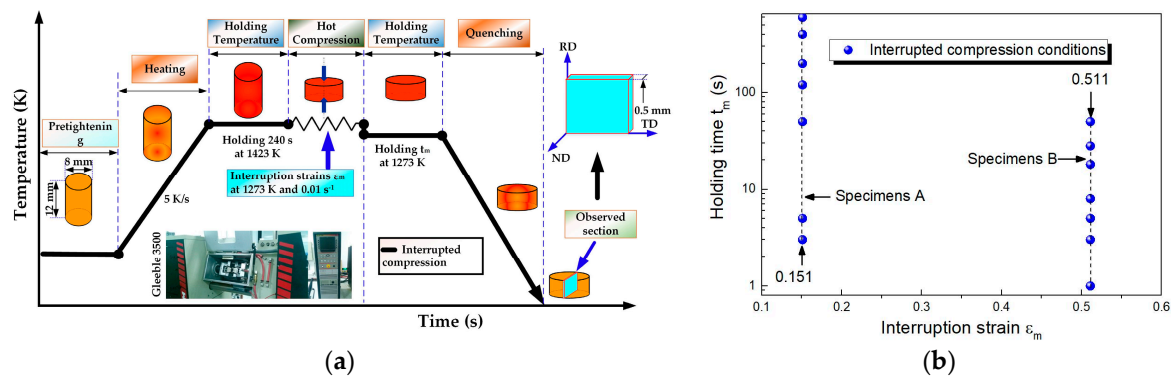 Temperature (K)
Holding
Temperature
Hot
Compression
Holding
Temperature
Quenching
Heating
Pretightenin
g
8 mm
12 mm
5 K/s
Holding 240 s
at 1423 K
Holding tm
at 1273 K
Interruption strains εm
at 1273 K and 0.01 s-1
RD
0.5 mm
TD
ND
Observed
section
Gleeble 3500
Interrupted
compression
Time (s)
(a)
Holding time tm (s)
100
10
1
Interrupted compression conditions
0.511
Specimens B
Specimens A
0.151
0.1 0.2 0.3 0.4 0.5 0.6
Interruption strain εm
(b)